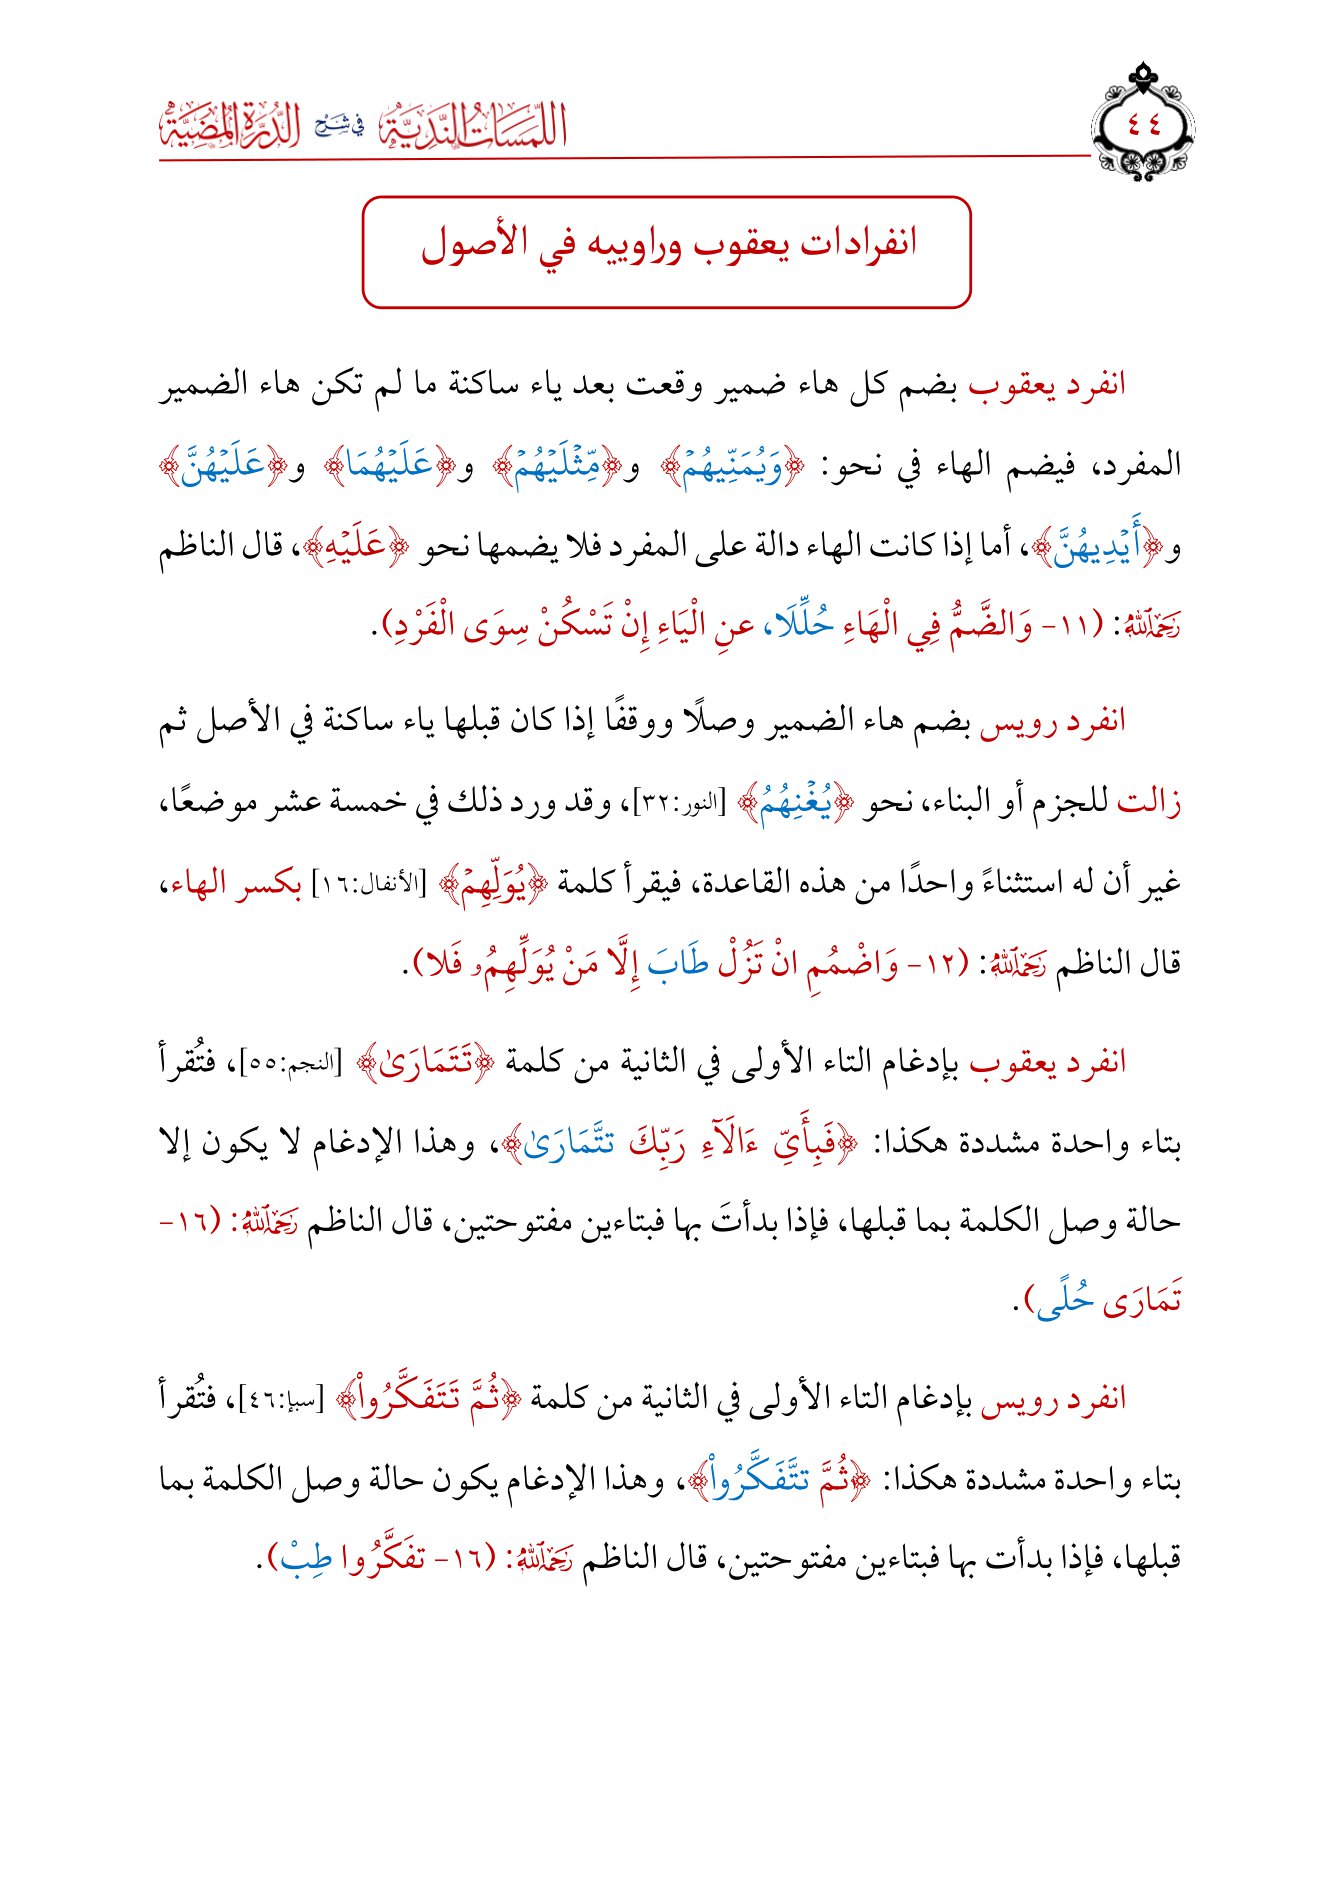 ٤٤
اللمسات الندية في شرح الدرة المضية
انفرادات يعقوب وراوييه في الأصول
انفرد يعقوب بضم كل هاء ضمير وقعت بعد ياء ساكنة ما لم تكن هاء الضمير
المفرد، فيضم الهاء في نحو: ﴿وَيُمَنِّيهُمۡ﴾ و﴿مِّثۡلَيۡهُمۡ﴾ و﴿عَلَيۡهُمَا﴾ و﴿عَلَيۡهُنَّ﴾
و﴿أَيۡدِيهُنَّ﴾، أما إذا كانت الهاء دالة على المفرد فلا يضمها نحو ﴿عَلَيۡهِ﴾، قال الناظم
رَحِمَهُ ٱللَّهُ: (١١- وَالضَّمُّ فِي الْهَاءِ حُلِّلَا، عنِ الْيَاءِ إِنْ تَسْكُنْ سِوَى الْفَرْدِ).
انفرد رويس بضم هاء الضمير وصلًا ووقفًا إذا كان قبلها ياء ساكنة في الأصل ثم
زالت للجزم أو البناء، نحو ﴿يُغۡنِهُمُ﴾ [النور:٣٢]، وقد ورد ذلك في خمسة عشر موضعًا،
غير أن له استثناءً واحدًا من هذه القاعدة، فيقرأ كلمة ﴿يُوَلِّهِمۡ﴾ [الأنفال:١٦] بكسر الهاء،
قال الناظم رَحِمَهُ ٱللَّهُ: (١٢- وَاضْمُمِ انْ تَزُلْ طَابَ إِلَّا مَنْ يُوَلِّهِمُۥ فَلا).
انفرد يعقوب بإدغام التاء الأولى في الثانية من كلمة ﴿تَتَمَارَىٰ﴾ [النجم:٥٥]، فتُقرأ
بتاء واحدة مشددة هكذا: ﴿فَبِأَيِّ ءَالَآءِ رَبِّكَ تتَّمَارَىٰ﴾، وهذا الإدغام لا يكون إلا
حالة وصل الكلمة بما قبلها، فإذا بدأتَ بها فبتاءين مفتوحتين، قال الناظم رَحِمَهُ ٱللَّهُ: (١٦-
تَمَارَى حُلًى).
انفرد رويس بإدغام التاء الأولى في الثانية من كلمة ﴿ثُمَّ تَتَفَكَّرُواْ﴾ [سبإ:٤٦]، فتُقرأ
بتاء واحدة مشددة هكذا: ﴿ثُمَّ تتَّفَكَّرُواْ﴾، وهذا الإدغام يكون حالة وصل الكلمة بما
قبلها، فإذا بدأت بها فبتاءين مفتوحتين، قال الناظم رَحِمَهُ ٱللَّهُ: (١٦- تفَكَّرُوا طِبْ).